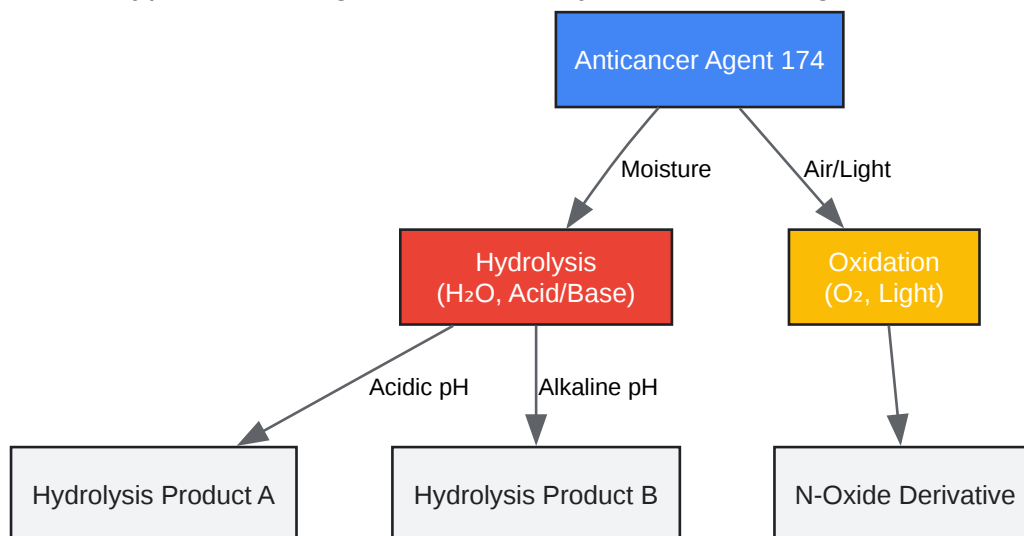 Anticancer Agent 174
Moisture
Air/Light
Hydrolysis
(H₂O, Acid/Base)
Oxidation
(O₂, Light)
Acidic pH
Alkaline pH
Hydrolysis Product A
Hydrolysis Product B
N-Oxide Derivative